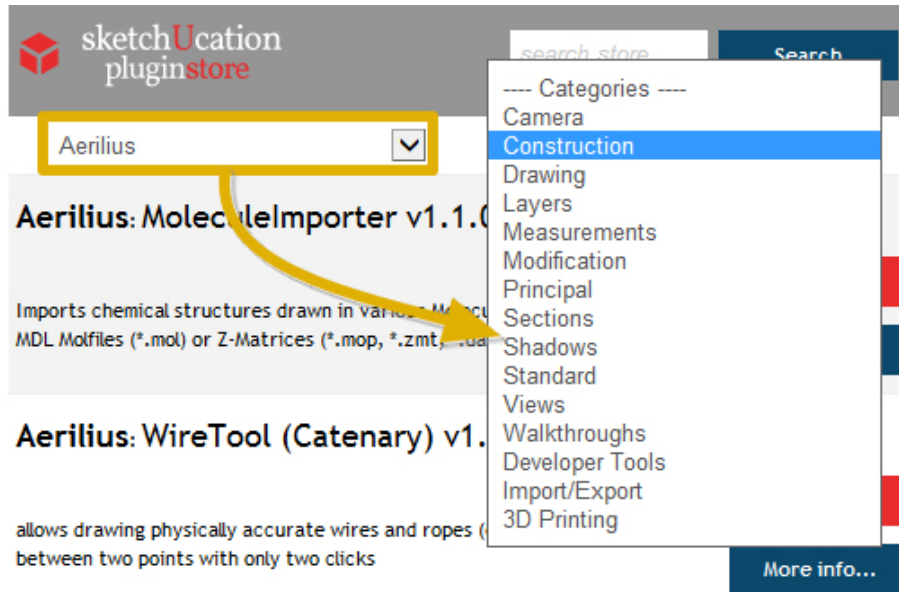 sketchUcation
pluginstore
search store
Search
---- Categories ----
Camera
Construction
Drawing
Layers
Measurements
Modification
Principal
Sections
Shadows
Standard
Views
Walkthroughs
Developer Tools
Import/Export
3D Printing
Aerilius
Aerilius: MoleculeImporter v1.1.0
Imports chemical structures drawn in various
MDL Molfiles (*.mol) or Z-Matrices (*.mop, *.zmt,
Aerilius: WireTool (Catenary) v1.
allows drawing physically accurate wires and ropes
between two points with only two clicks
More info...